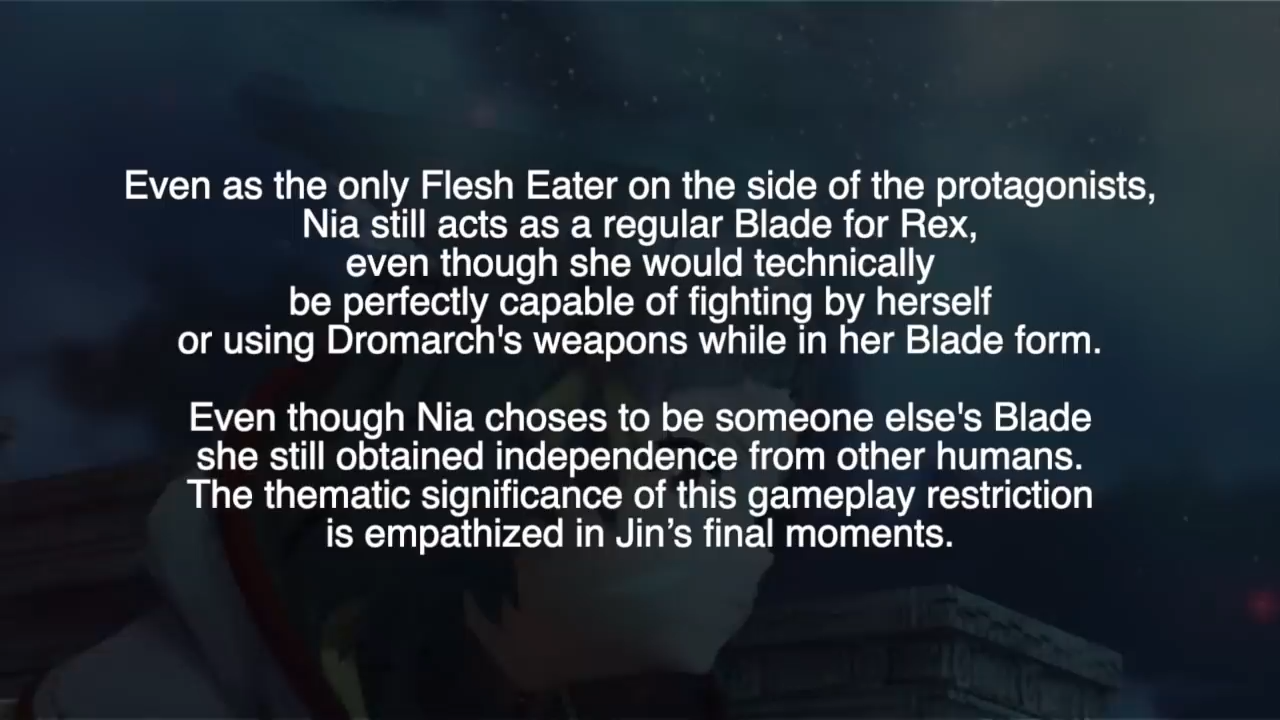 Even as the only Flesh Eater on the side of the protagonists,
Nia still acts as a regular Blade for Rex,
even though she would technically
be perfectly capable of fighting by herself
or using Dromarch's weapons while in her Blade form.
Even though Nia choses to be someone else's Blade
she still obtained independence from other humans.
The thematic significance of this gameplay restriction
is empathized in Jin’s final moments.